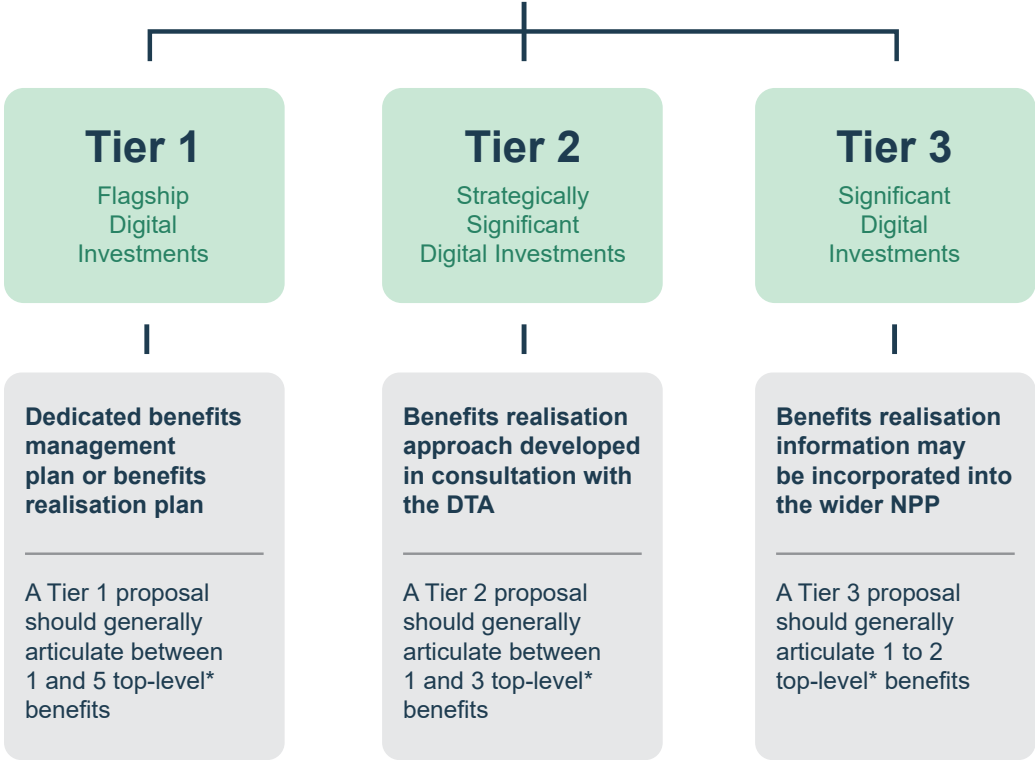 Tier 1
Flagship
Digital
Investments
Tier 2
Strategically
Significant
Digital Investments
Tier 3
Significant
Digital
Investments
Dedicated benefits
management
plan or benefits
realisation plan
A Tier 1 proposal
should generally
articulate between
1 and 5 top-level*
benefits
Benefits realisation
approach developed
in consultation with
the DTA
A Tier 2 proposal
should generally
articulate between
1 and 3 top-level*
benefits
Benefits realisation
information may
be incorporated into
the wider NPP
A Tier 3 proposal
should generally
articulate 1 to 2
top-level* benefits